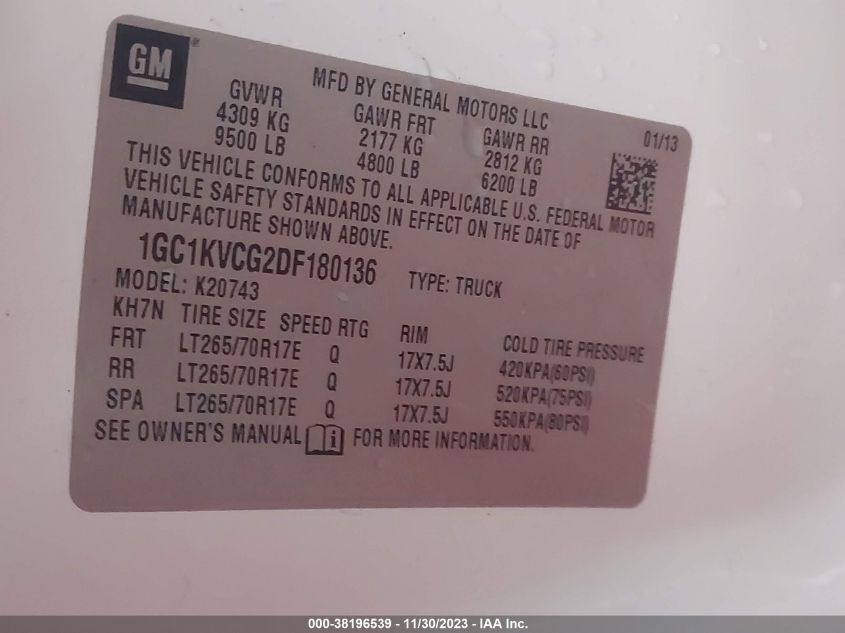 GM
MFD BY GENERAL MOTORS LLC
01/13
GVWR GAWR FRT GAWR RR
4309 KG 2177 KG 2812 KG
9500 LB 4800 LB 6200 LB
THIS VEHICLE CONFORMS TO ALL APPLICABLE U.S. FEDERAL MOTOR
VEHICLE SAFETY STANDARDS IN EFFECT ON THE DATE OF
MANUFACTURE SHOWN ABOVE.
1GC1KVCG2DF180136 TYPE: TRUCK
MODEL: K20743
KH7N TIRE SIZE SPEED RTG RIM COLD TIRE PRESSURE
FRT LT265/70R17E Q 17X7.5J 420KPA(60PSI)
RR LT265/70R17E Q 17X7.5J 520KPA(75PSI)
SPA LT265/70R17E Q 17X7.5J 550KPA(80PSI)
SEE OWNER'S MANUAL i FOR MORE INFORMATION.
000-38196539 - 11/30/2023 - IAA Inc.